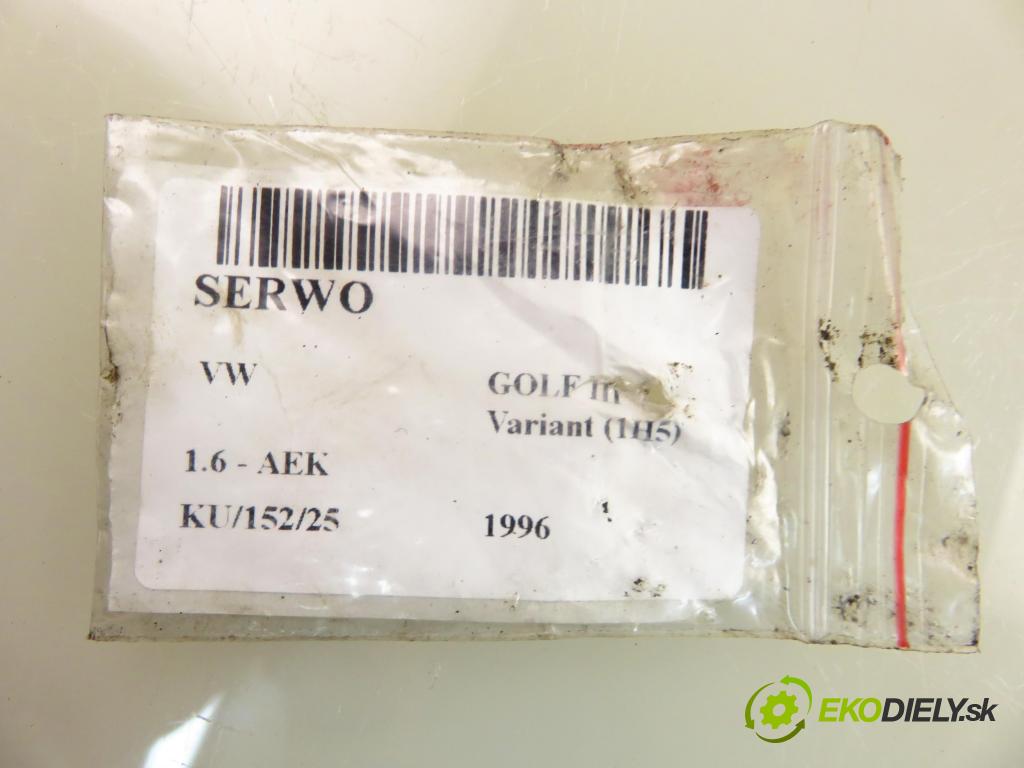 SERWO
VW
GOLF III
Variant (1H5)
1.6 - AEK
KU/152/25
1996
EKODIELY.sk